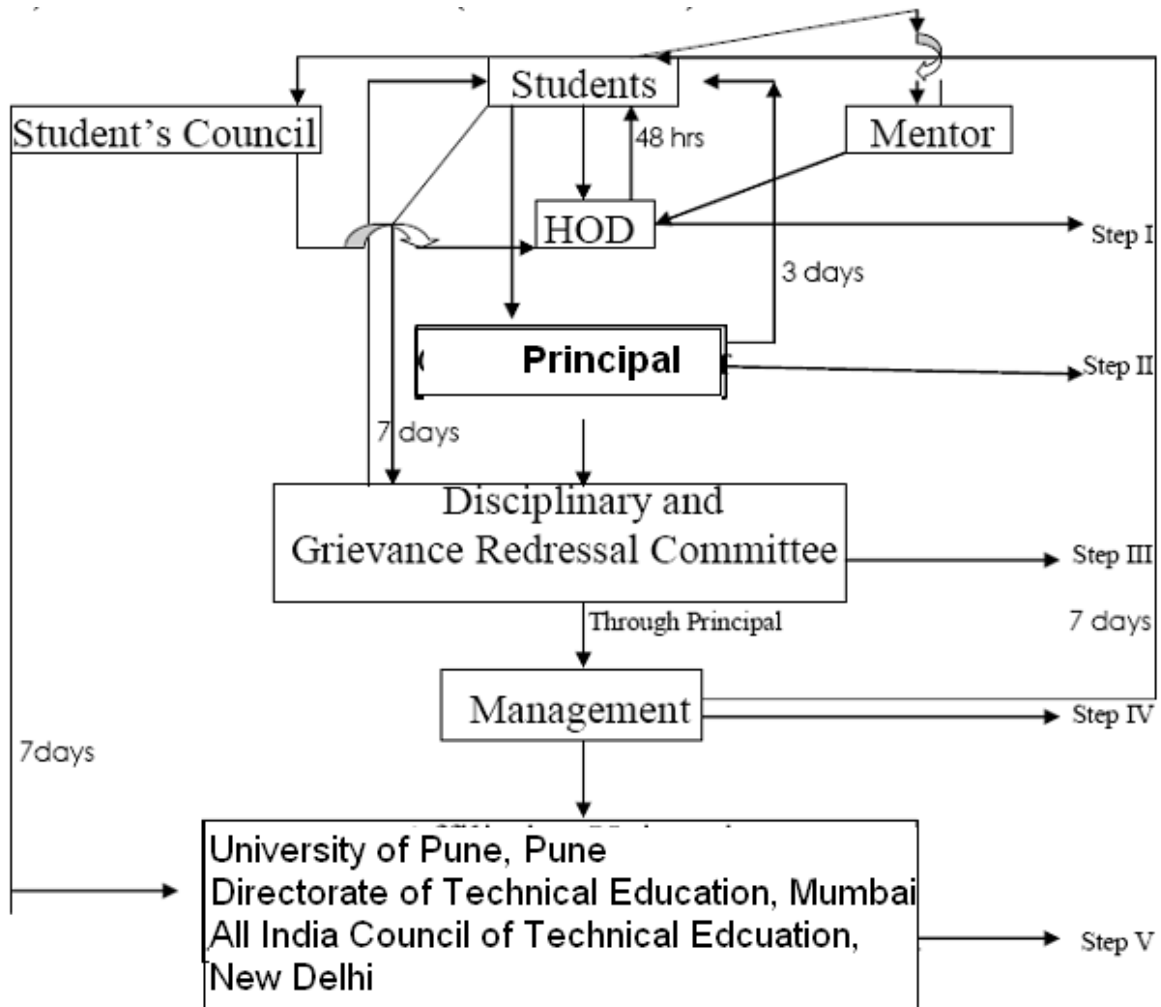 Students
Student's Council
48 hrs
Mentor
HOD
Step I
3 days
Principal
Step II
7 days
Disciplinary and
Grievance Redressal Committee
Step III
Through Principal
7 days
Management
Step IV
7days
University of Pune, Pune
Directorate of Technical Education, Mumbai
All India Council of Technical Edcuation,
New Delhi
Step V